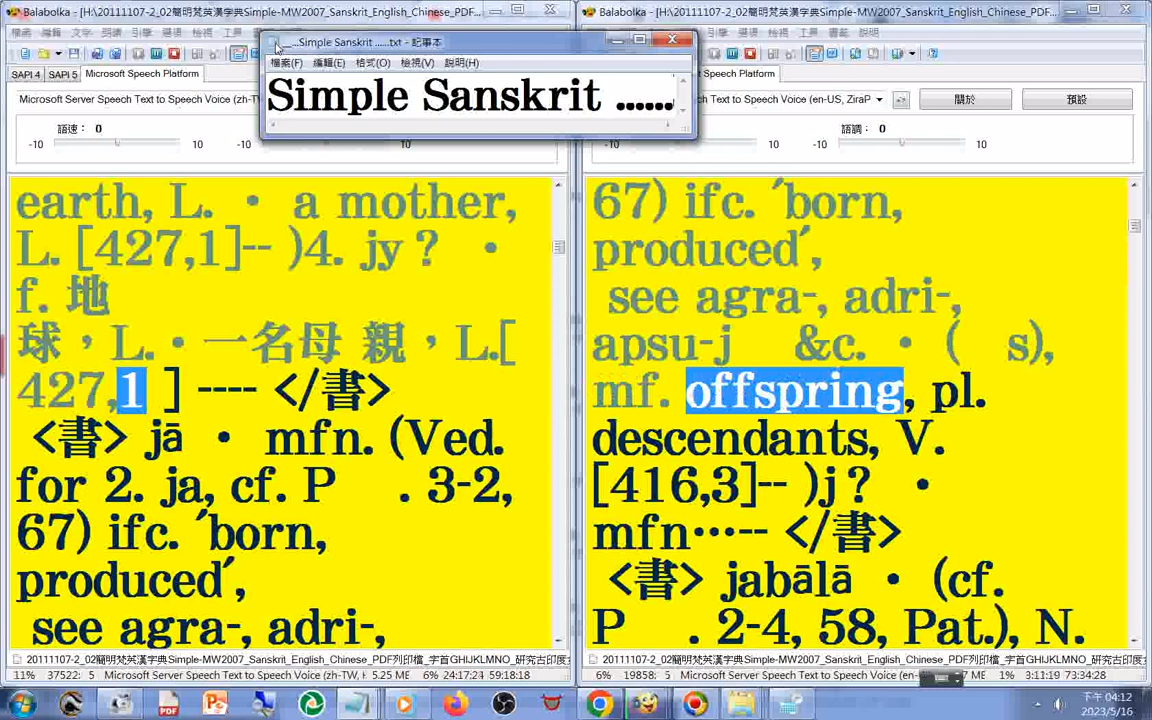 Balabolka - [H:\20111107-2_02簡明梵英漢字典Simple-MW2007_Sanskrit_English_Chinese_PDF...
SAPI 4
SAPI 5
Microsoft Speech Platform
Microsoft Server Speech Text to Speech Voice (zh-TW
語速： 0
-10
10
earth, L. · a mother,
L. [427,1]-- )4. jy ? ·
f. 地
球，L.·一名母 親，L.[
427,1 ] ---- </書>
<書> jā · mfn. (Ved.
for 2. ja, cf. P . 3-2,
67) ifc. ´born,
produced´,
see agra-, adri-,
20111107-2_02簡明梵英漢字典Simple-MW2007_Sanskrit_English_Chinese_PDF列印檔_字首GHIJKLMNO_研究古印度
11%
37522: 5
Microsoft Server Speech Text to Speech Voice (zh-TW,
5.25 ME
24:17:24
59:18:18
...Simple Sanskrit ......txt - 記事本
檔案(F) 編輯(E) 格式(O) 檢視(V) 說明(H)
Simple Sanskrit ......
Balabolka - [H:\20111107-2_02簡明梵英漢字典Simple-MW2007_Sanskrit_English_Chinese_PDF...
Speech Platform
Server Speech Text to Speech Voice (en-US, ZiraP
關於
預設
語調： 0
10
-10
10
67) ifc. ´born,
produced´,
see agra-, adri-,
apsu-j &c. · ( s),
mf. offspring, pl.
descendants, V.
[416,3]-- )j ? ·
mfn…-- </書>
<書> jabālā · (cf.
P . 2-4, 58, Pat.), N.
20111107-2_02簡明梵英漢字典Simple-MW2007_Sanskrit_English_Chinese_PDF列印檔_字首GHIJKLMNO_研究古印度
6%
19858: 5
Microsoft Server Speech Text to Speech Voice (en-US,
1%
3:11:19
73:34:28
下午 04:12
2023/5/16